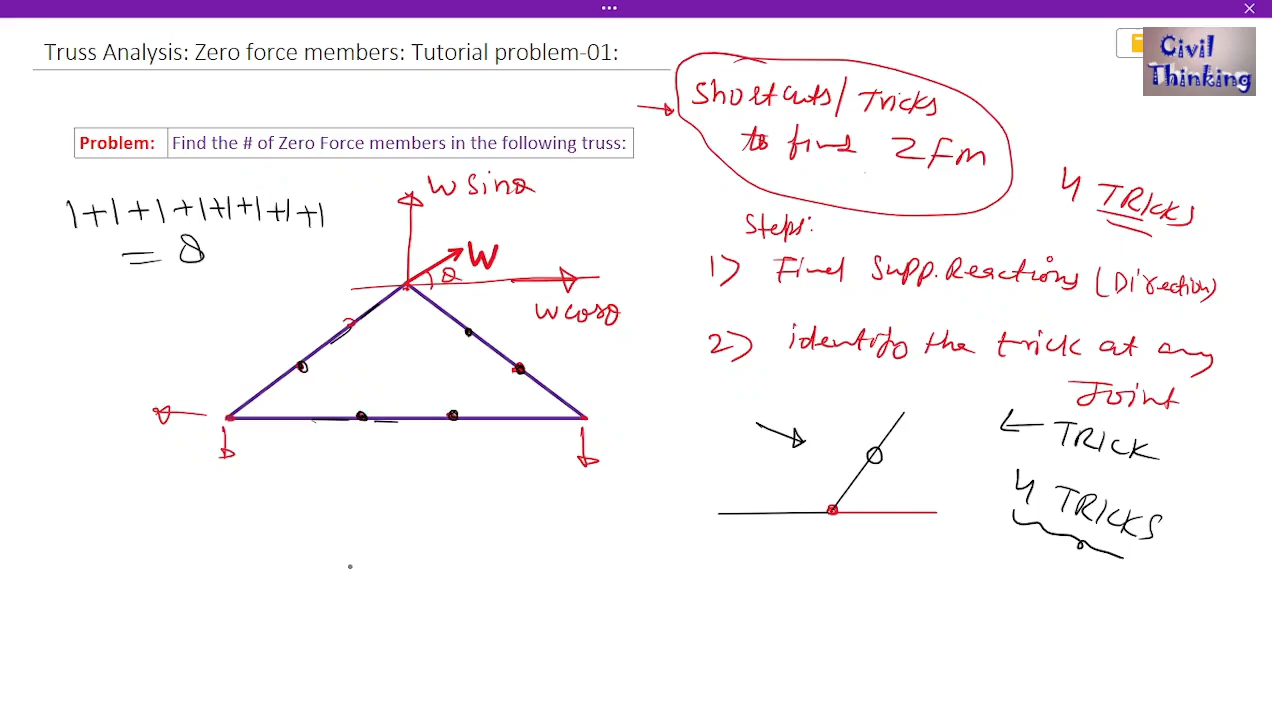 Truss Analysis: Zero force members: Tutorial problem-01:
Civil
Thinking
Problem: Find the # of Zero Force members in the following truss:
Shortcuts/Tricks
to find ZFm
4 TRICKS
1+1+1+1+1+1+1+1
= 8
W Sinθ
W
θ
W cosθ
Steps:
1) Find Supp.Reactions (Direction)
2) identify the trick at any
Joint
← TRICK
4 TRICKS